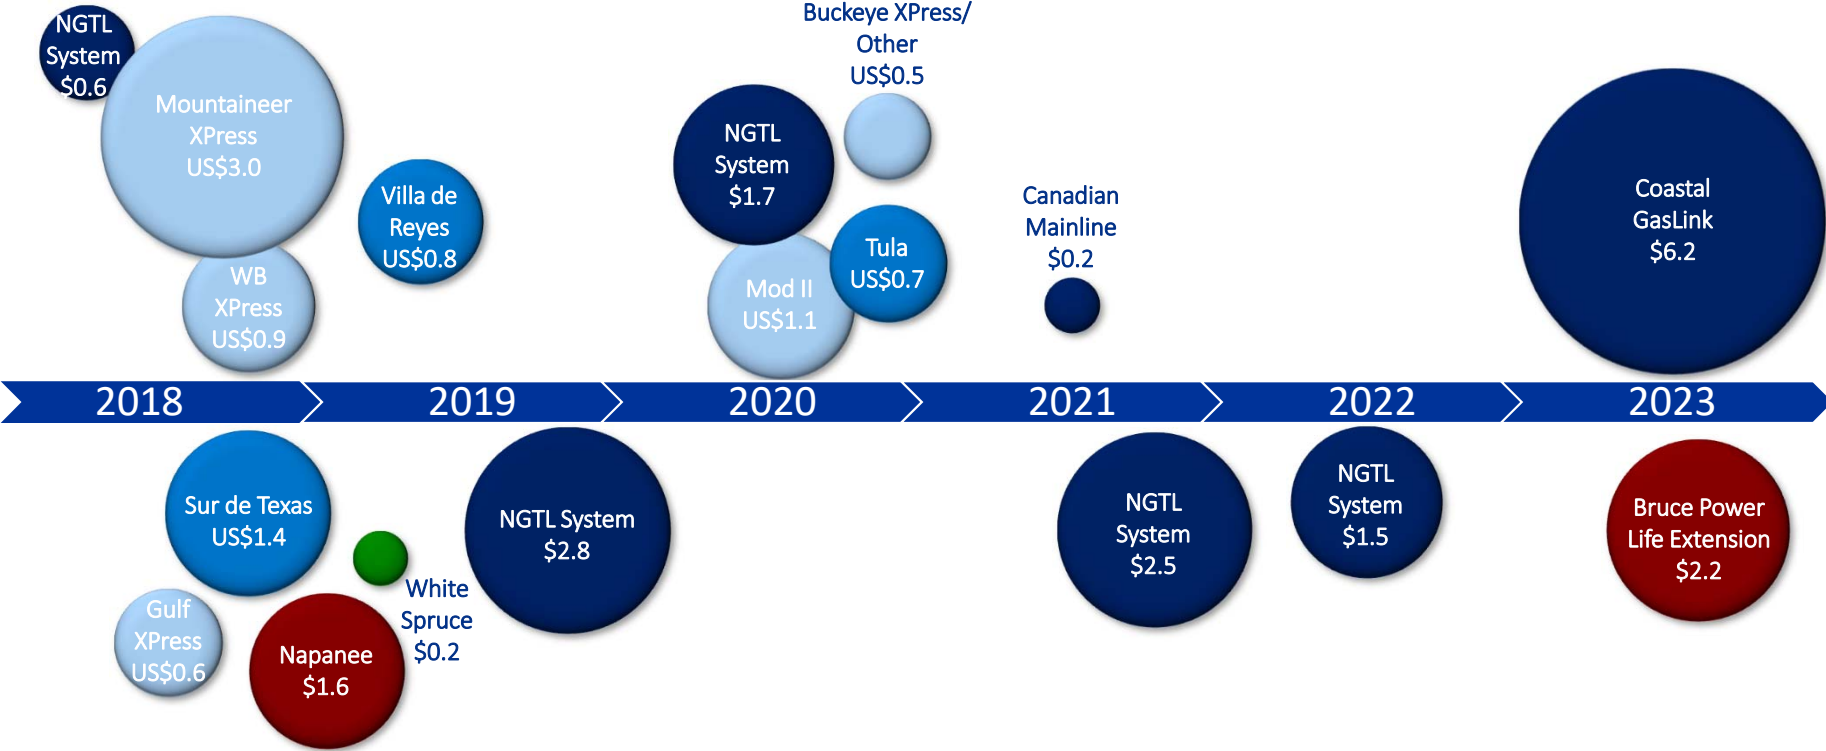 NGTL
System
$0.6
Mountaineer
XPress
US$3.0
WB
XPress
US$0.9
Villa de
Reyes
US$0.8
NGTL
System
$1.7
Buckeye XPress/
Other
US$0.5
Mod II
US$1.1
Tula
US$0.7
Canadian
Mainline
$0.2
Coastal
GasLink
$6.2
2018
2019
2020
2021
2022
2023
Sur de Texas
US$1.4
Gulf
XPress
US$0.6
Napanee
$1.6
White
Spruce
$0.2
NGTL System
$2.8
NGTL
System
$2.5
NGTL
System
$1.5
Bruce Power
Life Extension
$2.2